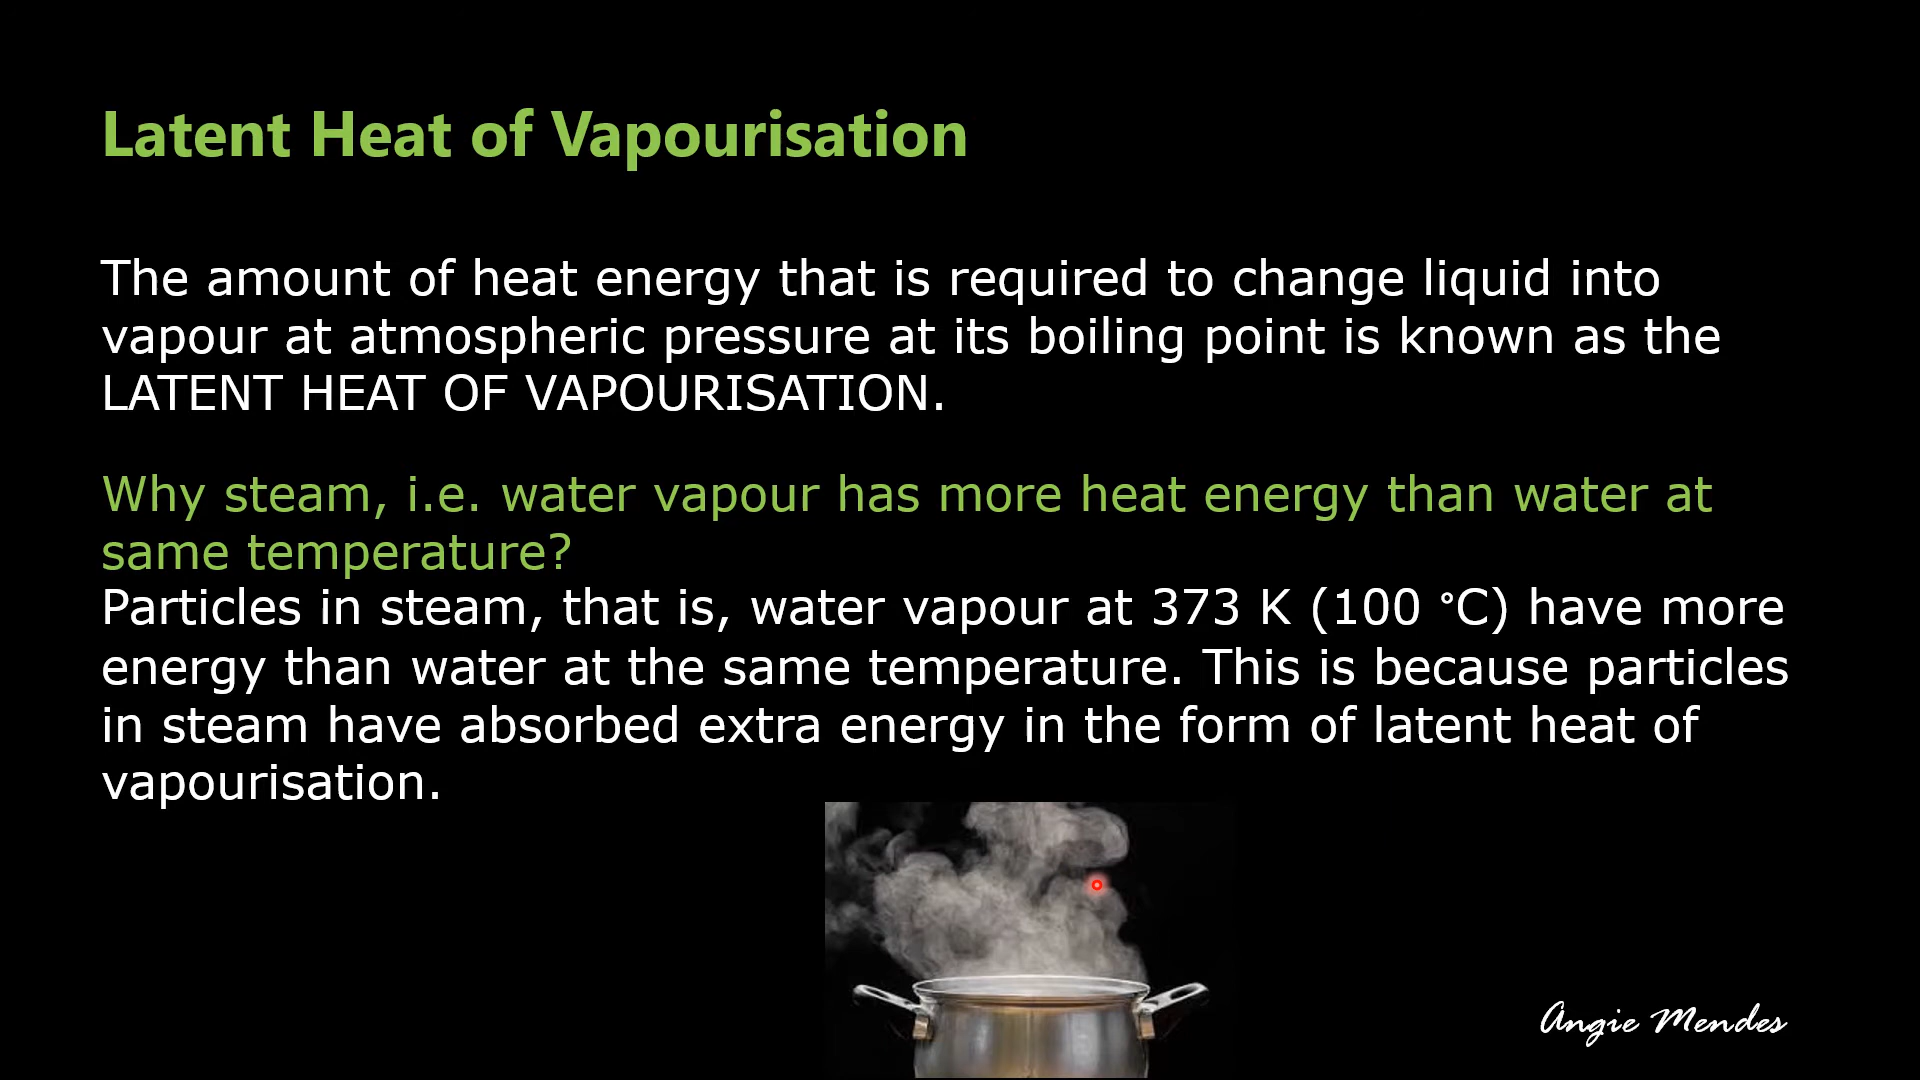 Latent Heat of Vapourisation
The amount of heat energy that is required to change liquid into
vapour at atmospheric pressure at its boiling point is known as the
LATENT HEAT OF VAPOURISATION.
Why steam, i.e. water vapour has more heat energy than water at
same temperature?
Particles in steam, that is, water vapour at 373 K (100 °C) have more
energy than water at the same temperature. This is because particles
in steam have absorbed extra energy in the form of latent heat of
vapourisation.
Angie Mendes